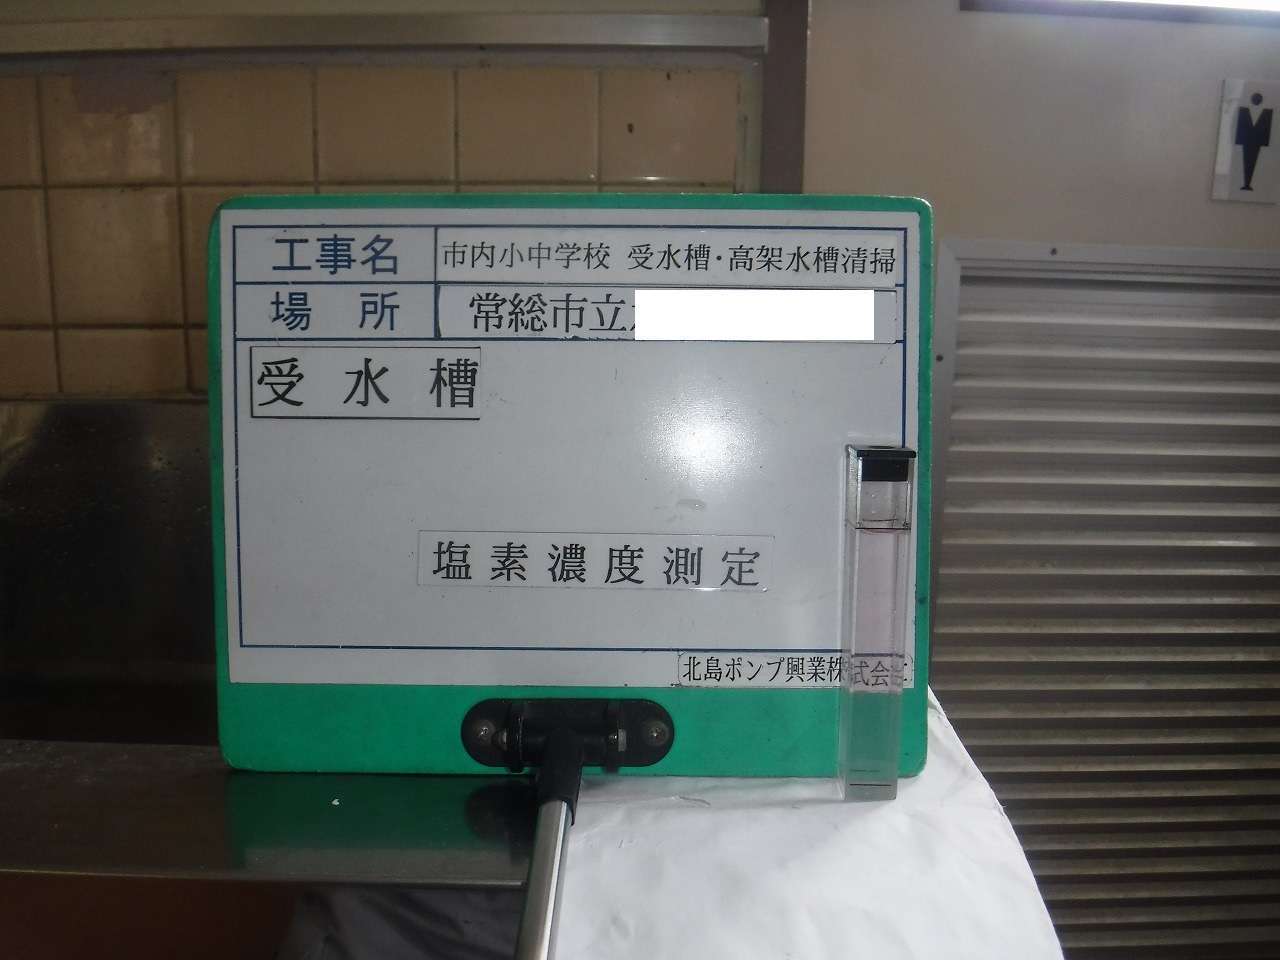 工事名 市内小中学校 受水槽・高架水槽清掃
場所 常総市立
受水槽
塩素濃度測定
北島ポンプ興業株式会社